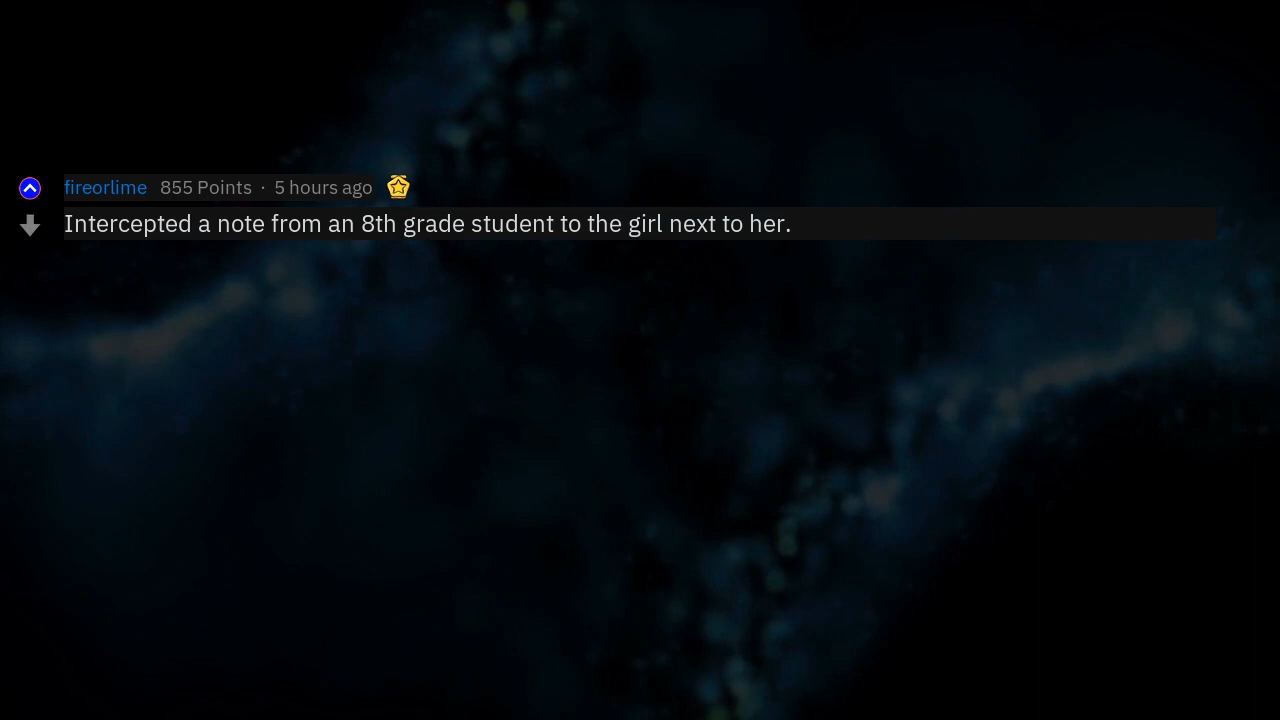 fireorlime 855 Points · 5 hours ago
Intercepted a note from an 8th grade student to the girl next to her.